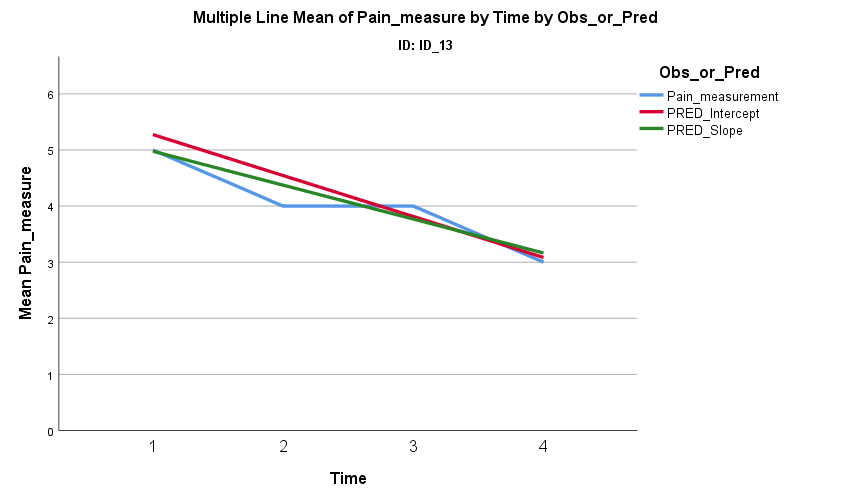 Multiple Line Mean of Pain_measure by Time by Obs_or_Pred
ID: ID_13
Obs_or_Pred
Pain_measurement
PRED_Intercept
PRED_Slope
Mean Pain_measure
6
5
4
3
2
1
0
1 2 3 4
Time